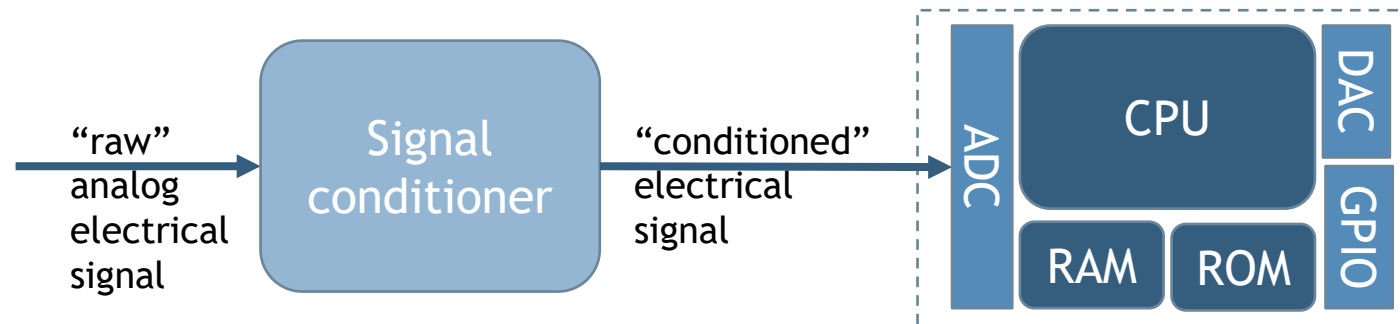 “raw”
analog
electrical
signal
Signal
conditioner
“conditioned”
electrical
signal
ADC
CPU
RAM
ROM
DAC
GPIO